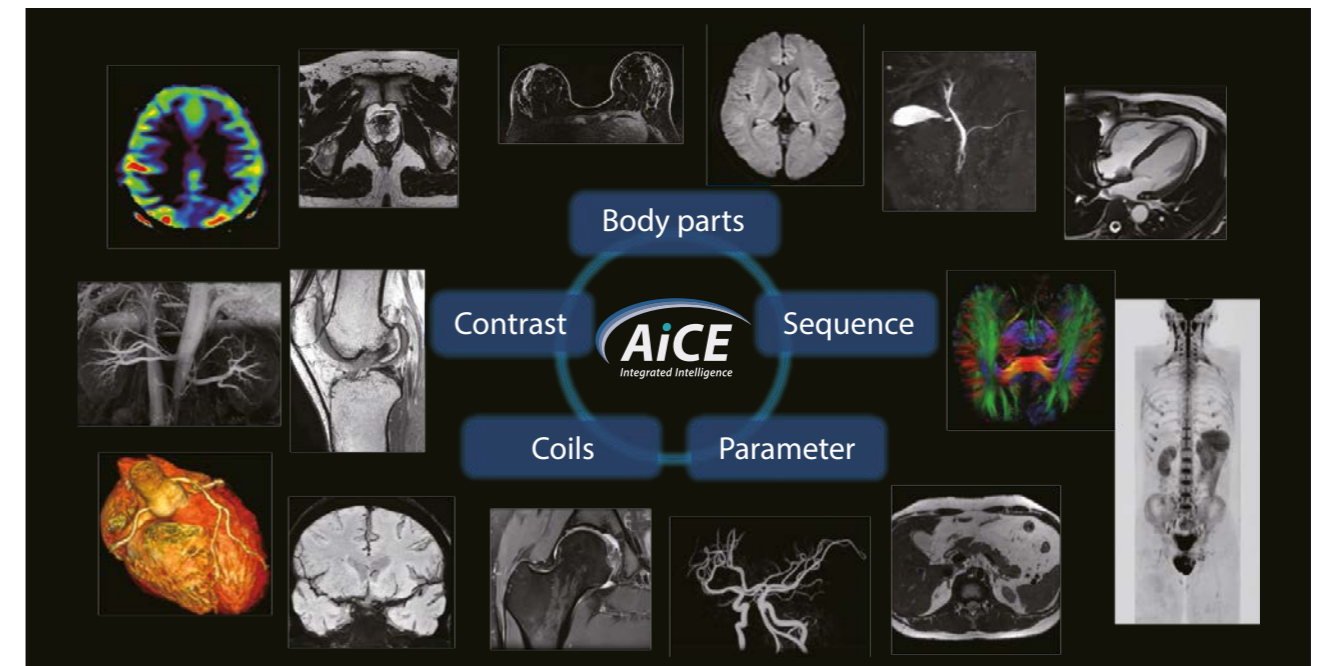 Body parts
Contrast
AiCE
Integrated Intelligence
Sequence
Coils
Parameter